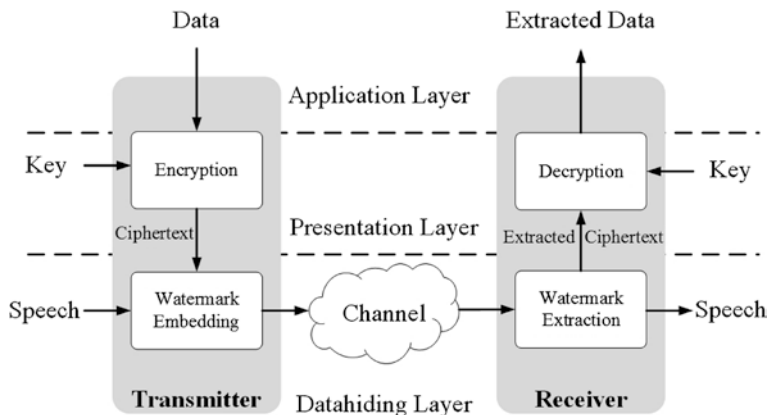 Data
Extracted Data
Application Layer
Key
Encryption
Decryption
Key
Ciphertext
Presentation Layer
Extracted
Ciphertext
Speech
Watermark
Embedding
Channel
Watermark
Extraction
Speech
Transmitter
Datahiding Layer
Receiver